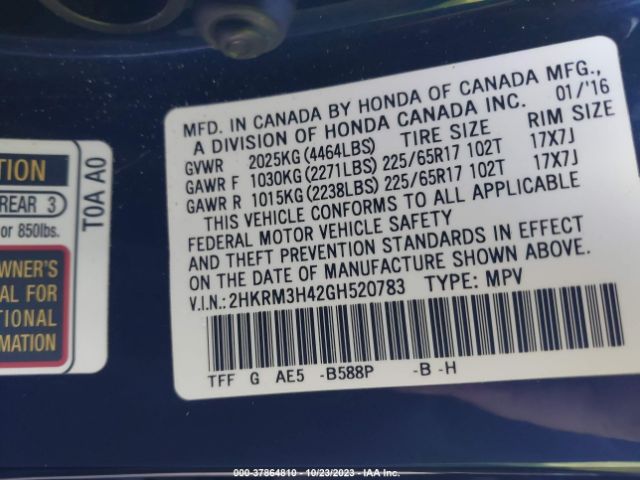 MFD. IN CANADA BY HONDA OF CANADA MFG.,
A DIVISION OF HONDA CANADA INC. 01/'16
TIRE SIZE RIM SIZE
GVWR 2025KG (4464LBS)
GAWR F 1030KG (2271LBS) 225/65R17 102T 17X7J
GAWR R 1015KG (2238LBS) 225/65R17 102T 17X7J
THIS VEHICLE CONFORMS TO ALL APPLICABLE
FEDERAL MOTOR VEHICLE SAFETY
AND THEFT PREVENTION STANDARDS IN EFFECT
ON THE DATE OF MANUFACTURE SHOWN ABOVE.
V.I.N.: 2HKRM3H42GH520783 TYPE: MPV
TFF G AE5 -B588P -B -H
TION
REAR 3
or 850lbs.
WNER'S
AL FOR
TIONAL
RMATION
T0A A0
000-37864810 - 10/23/2023 - IAA Inc.